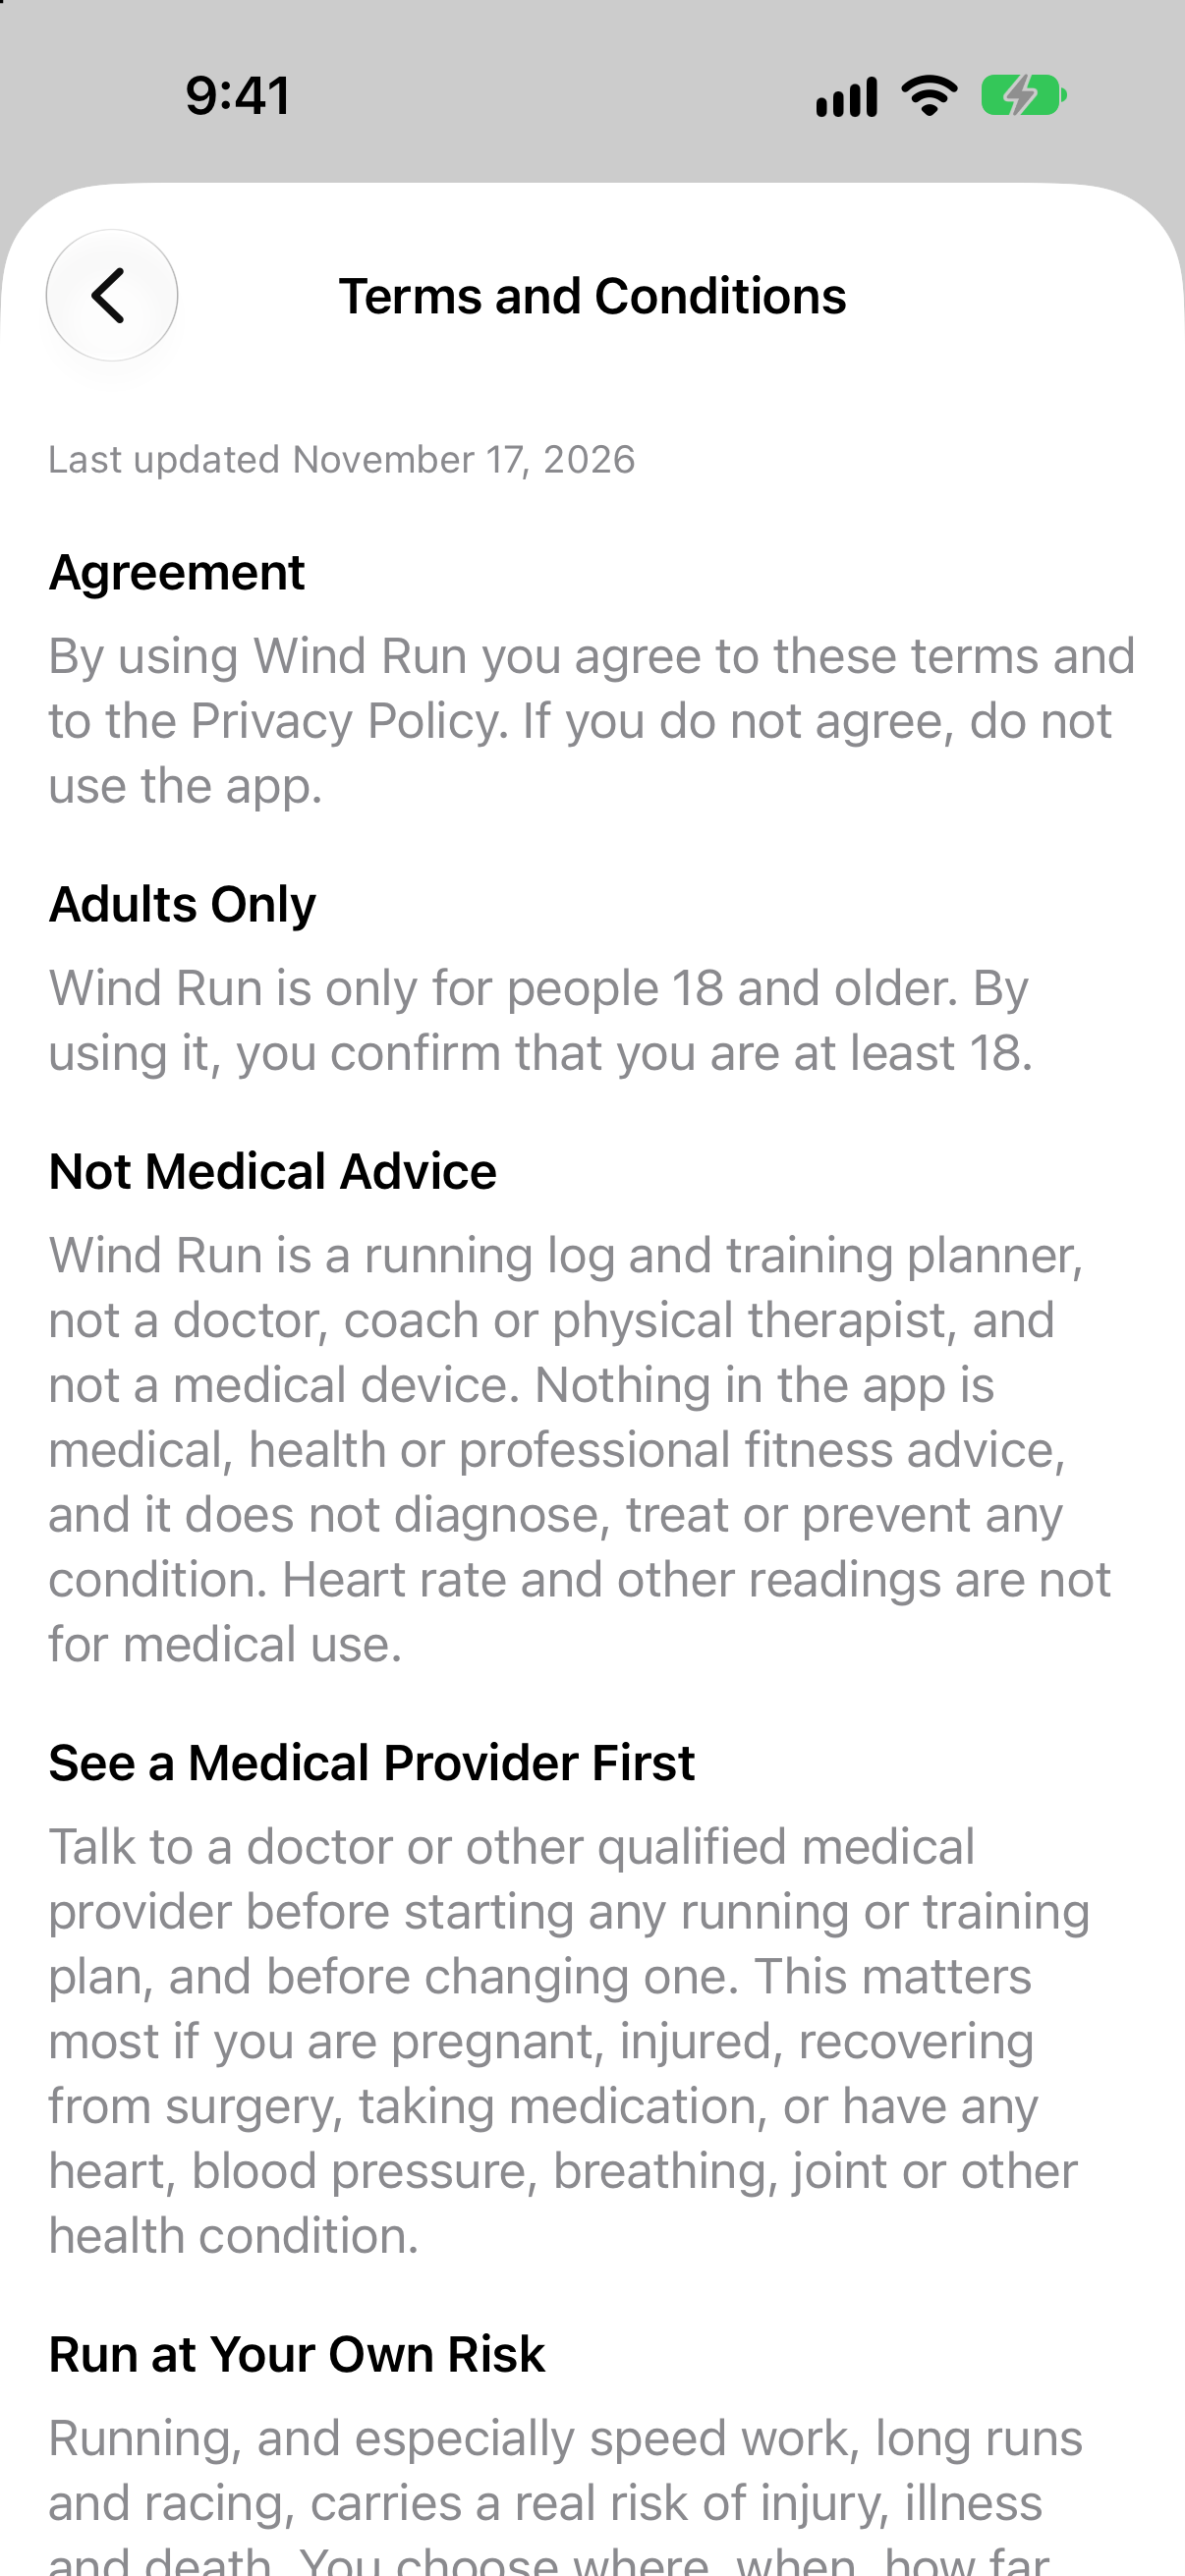 9:41
Terms and Conditions
Last updated November 17, 2026
Agreement
By using Wind Run you agree to these terms and
to the Privacy Policy. If you do not agree, do not
use the app.
Adults Only
Wind Run is only for people 18 and older. By
using it, you confirm that you are at least 18.
Not Medical Advice
Wind Run is a running log and training planner,
not a doctor, coach or physical therapist, and
not a medical device. Nothing in the app is
medical, health or professional fitness advice,
and it does not diagnose, treat or prevent any
condition. Heart rate and other readings are not
for medical use.
See a Medical Provider First
Talk to a doctor or other qualified medical
provider before starting any running or training
plan, and before changing one. This matters
most if you are pregnant, injured, recovering
from surgery, taking medication, or have any
heart, blood pressure, breathing, joint or other
health condition.
Run at Your Own Risk
Running, and especially speed work, long runs
and racing, carries a real risk of injury, illness
and death. You choose where, when, how far